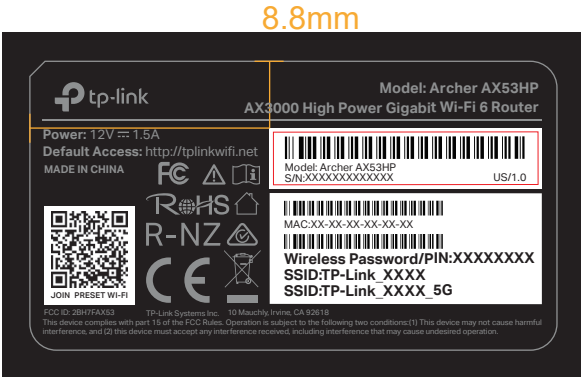 8.8mm
tp-link
Model: Archer AX53HP
AX3000 High Power Gigabit Wi-Fi 6 Router
Power: 12V ⎓ 1.5A
Default Access: http://tplinkwifi.net
MADE IN CHINA
FC
Model: Archer AX53HP
S/N:XXXXXXXXXXXXX
US/1.0
RoHS
R-NZ
CE
MAC:XX-XX-XX-XX-XX-XX
Wireless Password/PIN:XXXXXXXX
SSID:TP-Link_XXXX
SSID:TP-Link_XXXX_5G
JOIN PRESET WI-FI
FCC ID: 2BH7FAX53
TP-Link Systems Inc.
10 Mauchly, Irvine, CA 92618
This device complies with part 15 of the FCC Rules. Operation is subject to the following two conditions:(1) This device may not cause harmful
interference, and (2) this device must accept any interference received, including interference that may cause undesired operation.